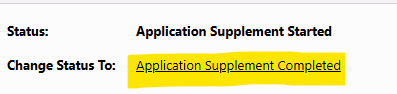 Status: Application Supplement Started
Change Status To: Application Supplement Completed